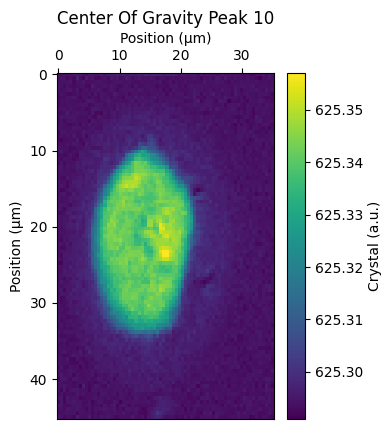 Center Of Gravity Peak 10
Position (μm)
0 10 20 30
0
10
20
30
40
Position (μm)
625.35
625.34
625.33
625.32
625.31
625.30
Crystal (a.u.)